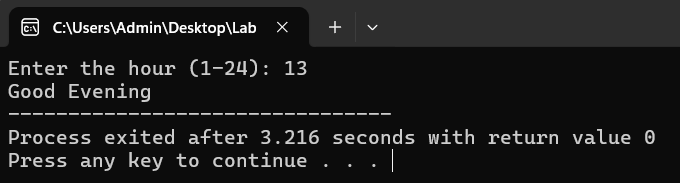 C:\Users\Admin\Desktop\Lab
Enter the hour (1-24): 13
Good Evening
--------------------------------
Process exited after 3.216 seconds with return value 0
Press any key to continue . . .